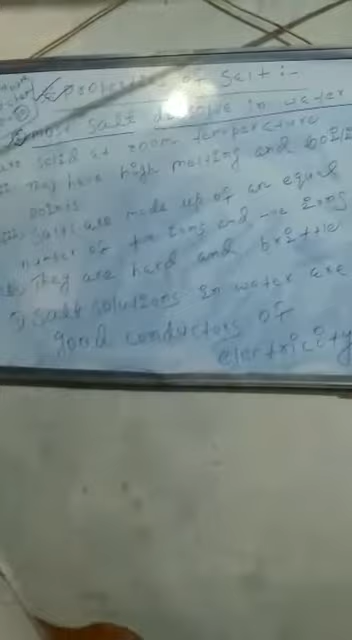 Properties of Salt :-
most Salt dissolve in water
are solid at room temperature
They have high melting and
points
Salts are made up of an equal
number of +ve ions and -ve ions
They are hard and brittle
Salt solutions in water are
good conductors of
electricity